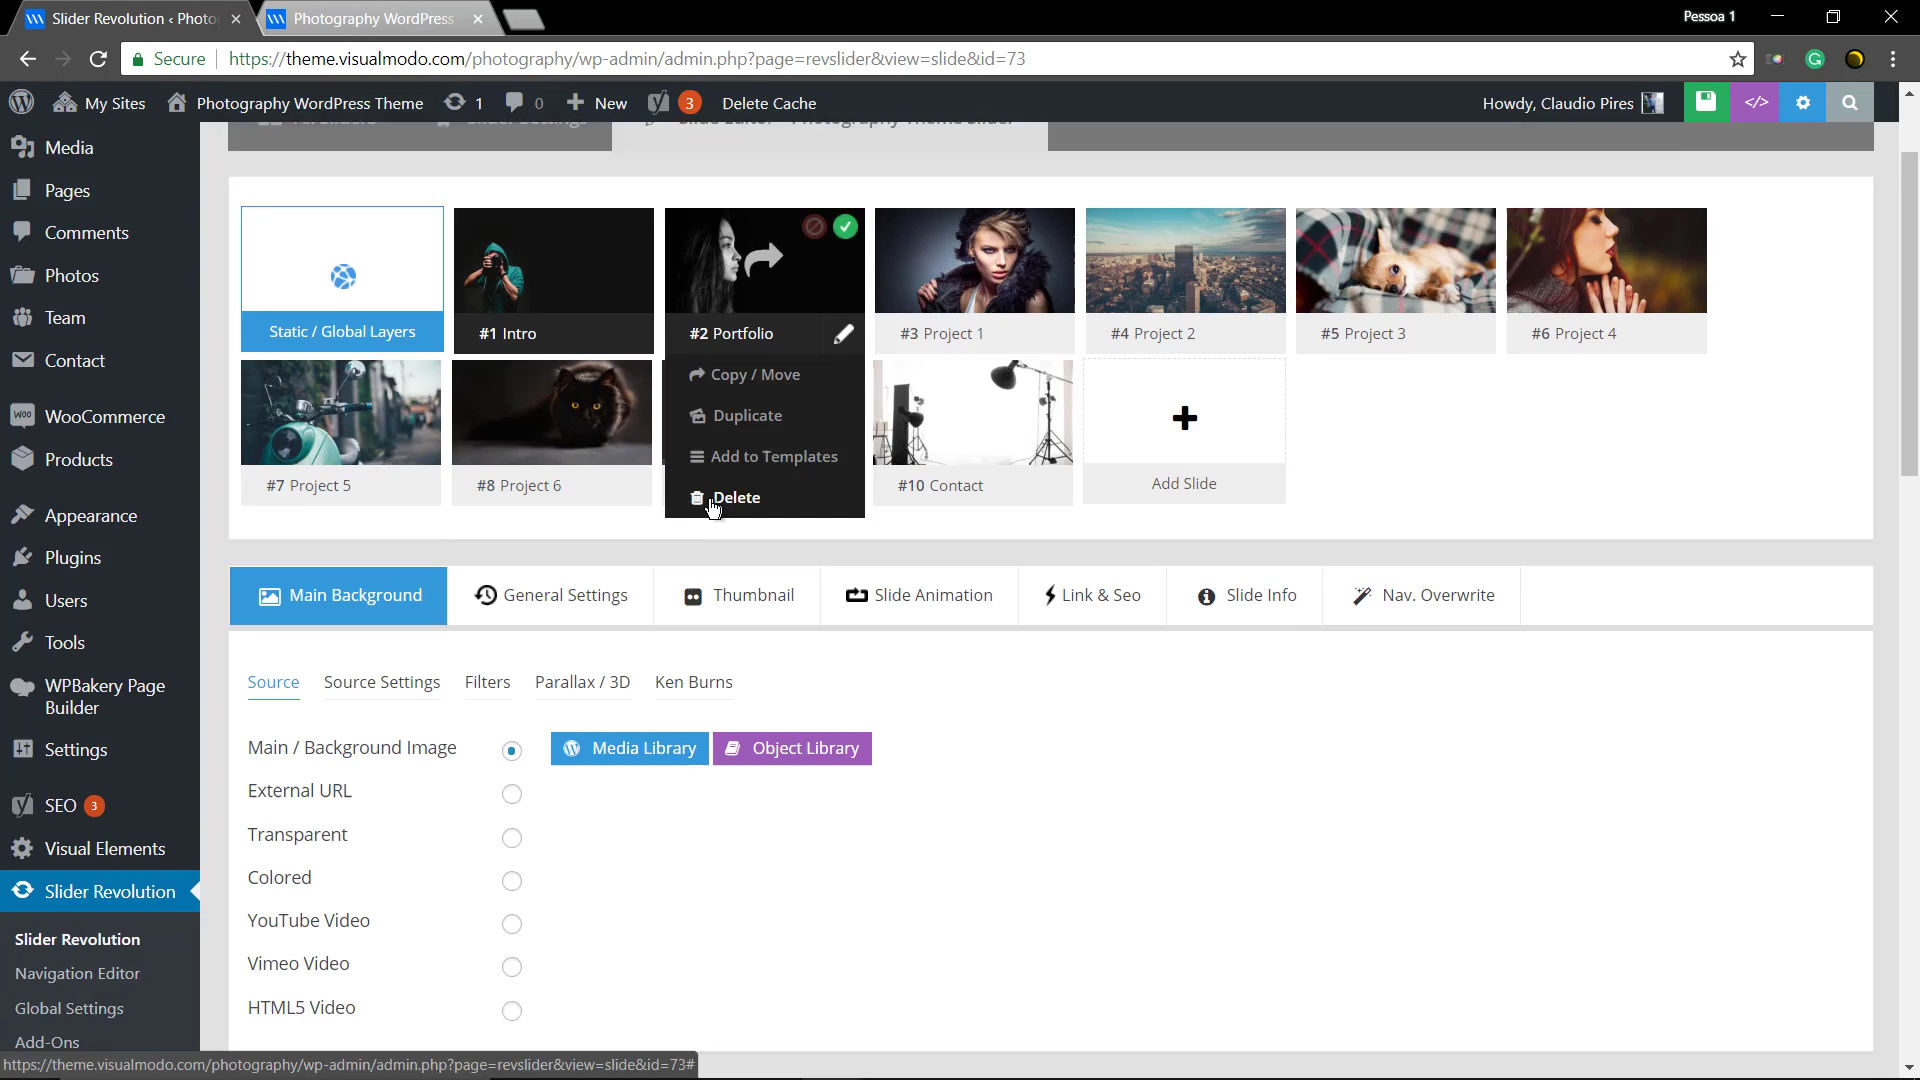 Slider Revolution ‹ Photo
Photography WordPress
Pessoa 1
Secure
https://theme.visualmodo.com/photography/wp-admin/admin.php?page=revslider&view=slide&id=73
My Sites
Photography WordPress Theme
1
0
New
3
Delete Cache
Howdy, Claudio Pires
</>
Media
Pages
Comments
Photos
Team
Contact
WooCommerce
Products
Appearance
Plugins
Users
Tools
WPBakery Page
Builder
Settings
SEO 3
Visual Elements
Slider Revolution
Slider Revolution
Navigation Editor
Global Settings
Add-Ons
Static / Global Layers
#1 Intro
#2 Portfolio
#3 Project 1
#4 Project 2
#5 Project 3
#6 Project 4
Copy / Move
Duplicate
Add to Templates
Delete
#7 Project 5
#8 Project 6
#10 Contact
Add Slide
Main Background
General Settings
Thumbnail
Slide Animation
Link & Seo
Slide Info
Nav. Overwrite
Source
Source Settings
Filters
Parallax / 3D
Ken Burns
Main / Background Image
Media Library
Object Library
External URL
Transparent
Colored
YouTube Video
Vimeo Video
HTML5 Video
https://theme.visualmodo.com/photography/wp-admin/admin.php?page=revslider&view=slide&id=73#